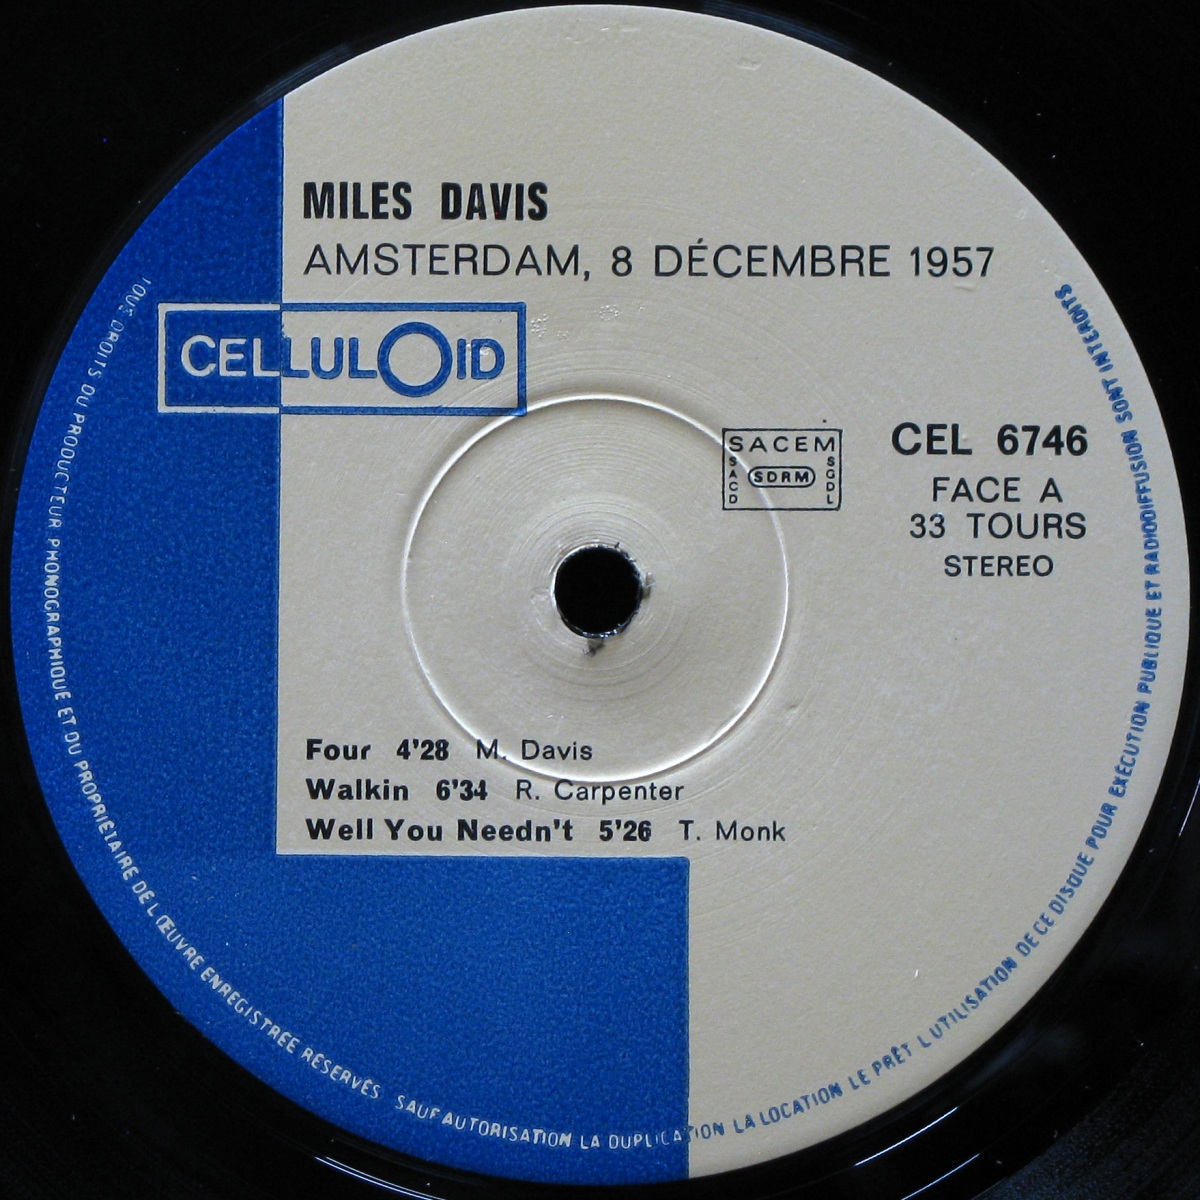 MILES DAVIS
AMSTERDAM, 8 DÉCEMBRE 1957
CELLULOID
SACEM
SACD
SDRM
SGDL
CEL 6746
FACE A
33 TOURS
STEREO
Four 4'28 M. Davis
Walkin 6'34 R. Carpenter
Well You Needn't 5'26 T. Monk
TOUS DROITS DU PRODUCTEUR PHONOGRAPHIQUE ET DU PROPRIÉTAIRE DE L ŒUVRE ENREGISTRÉE RÉSERVÉS SAUF AUTORISATION LA DUPLICATION LA LOCATION LE PRÊT L UTILISATION DE CE DISQUE POUR EXÉCUTION PUBLIQUE ET RADIODIFFUSION SONT INTERDITS